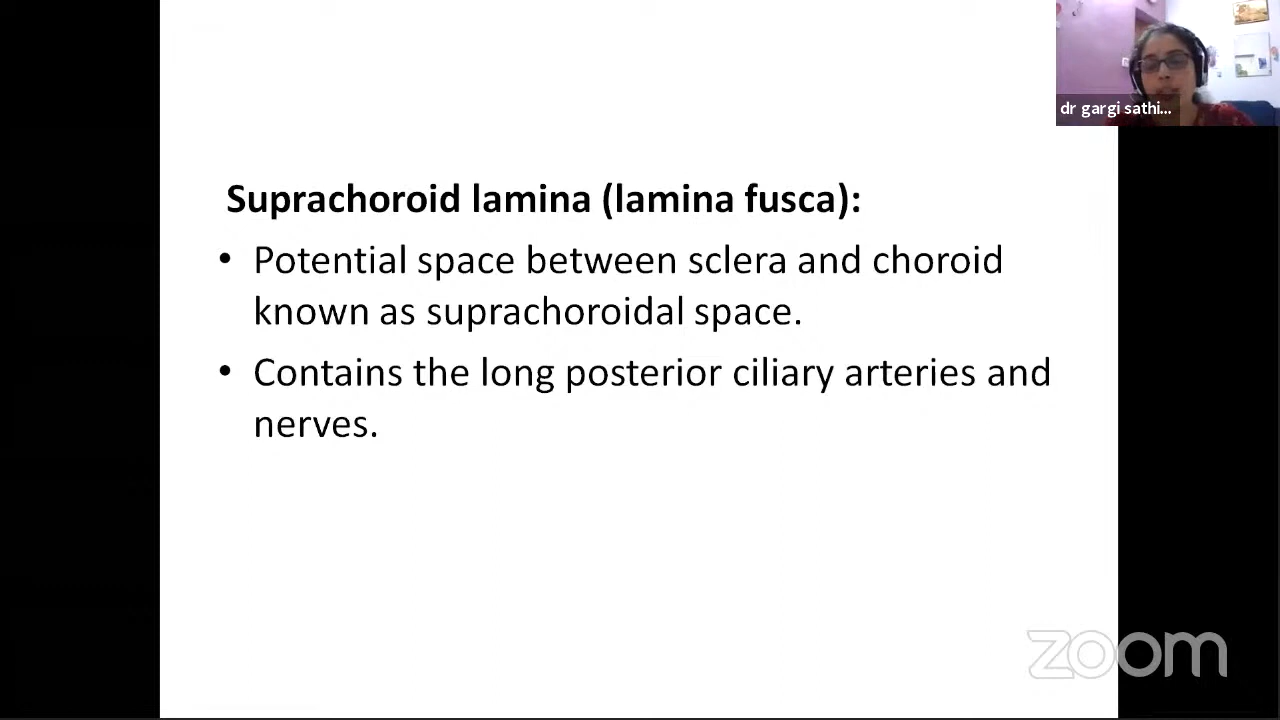 dr gargi sathi...
Suprachoroid lamina (lamina fusca):
• Potential space between sclera and choroid
known as suprachoroidal space.
• Contains the long posterior ciliary arteries and
nerves.
zoom